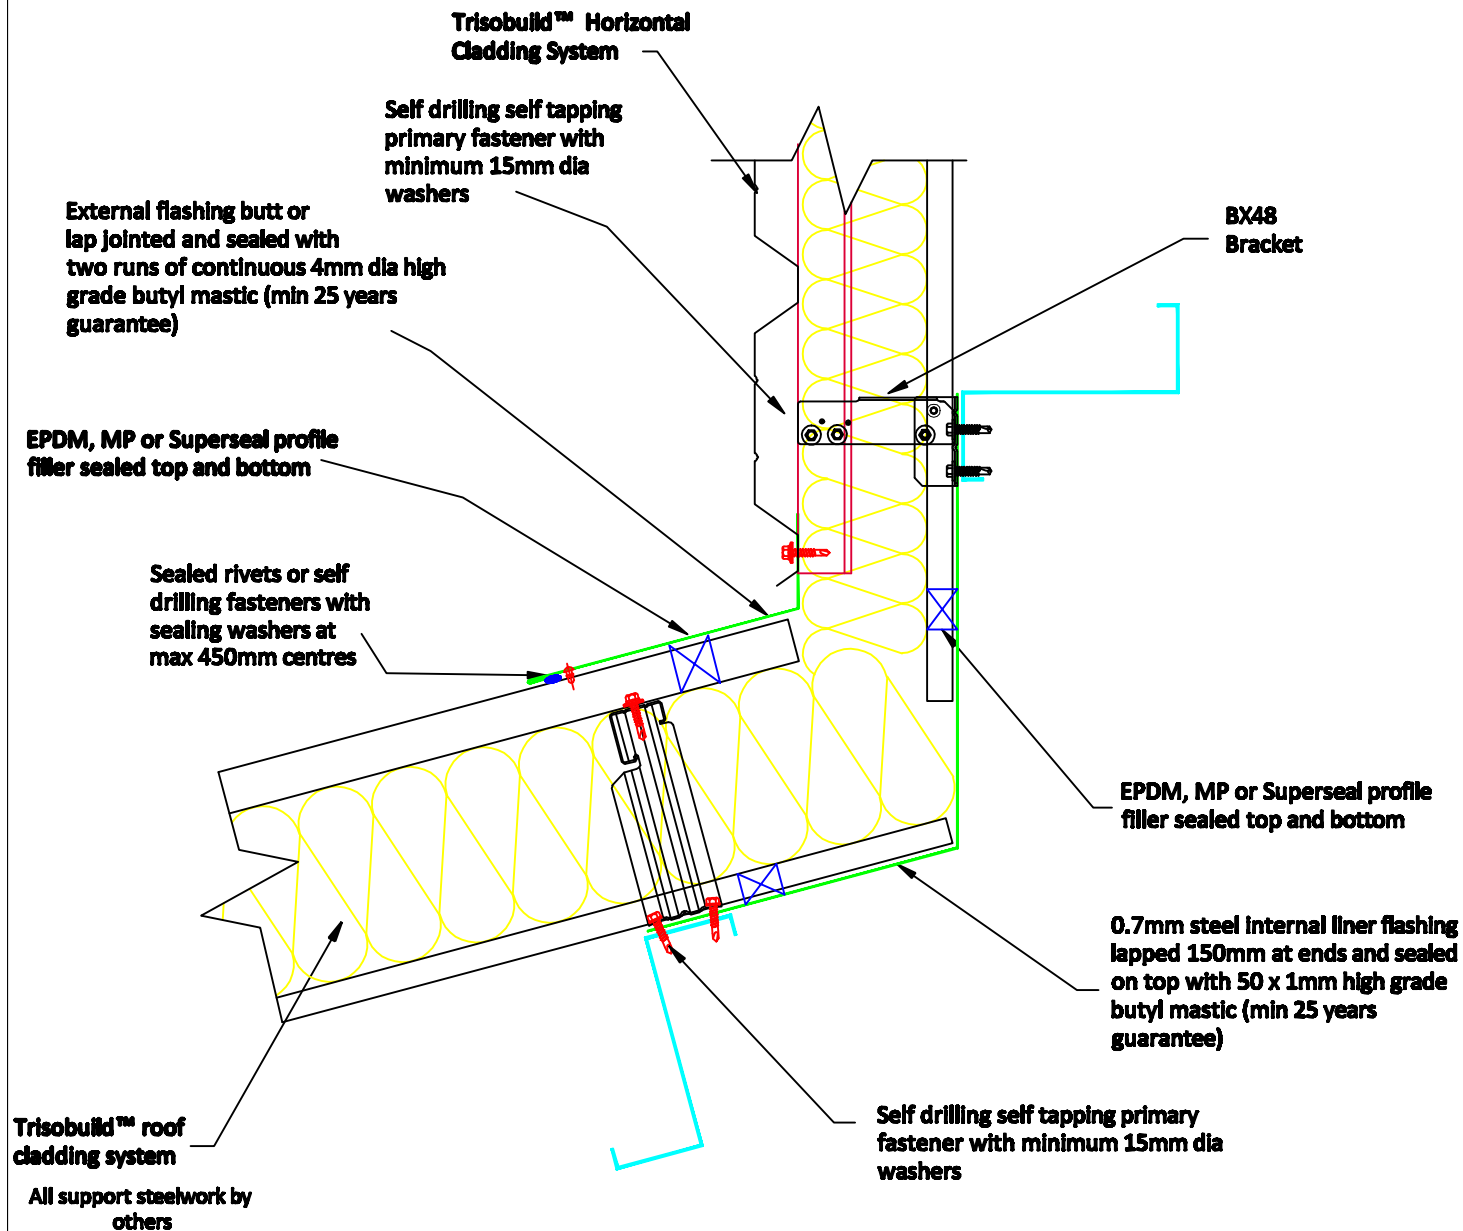 Trisobuild™ Horizontal
Cladding System
Self drilling self tapping
primary fastener with
minimum 15mm dia
washers
External flashing butt or
lap jointed and sealed with
two runs of continuous 4mm dia high
grade butyl mastic (min 25 years
guarantee)
BX48
Bracket
EPDM, MP or Superseal profile
filler sealed top and bottom
Sealed rivets or self
drilling fasteners with
sealing washers at
max 450mm centres
EPDM, MP or Superseal profile
filler sealed top and bottom
0.7mm steel internal liner flashing
lapped 150mm at ends and sealed
on top with 50 x 1mm high grade
butyl mastic (min 25 years
guarantee)
Self drilling self tapping primary
fastener with minimum 15mm dia
washers
Trisobuild™ roof
cladding system
All support steelwork by
others